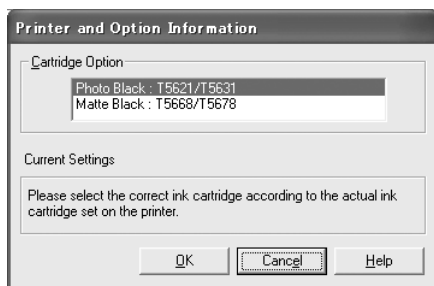 Printer and Option Information
Cartridge Option
Photo Black : T5621/T5631
Matte Black : T5668/T5678
Current Settings
Please select the correct ink cartridge according to the actual ink
cartridge set on the printer.
OK Cancel Help